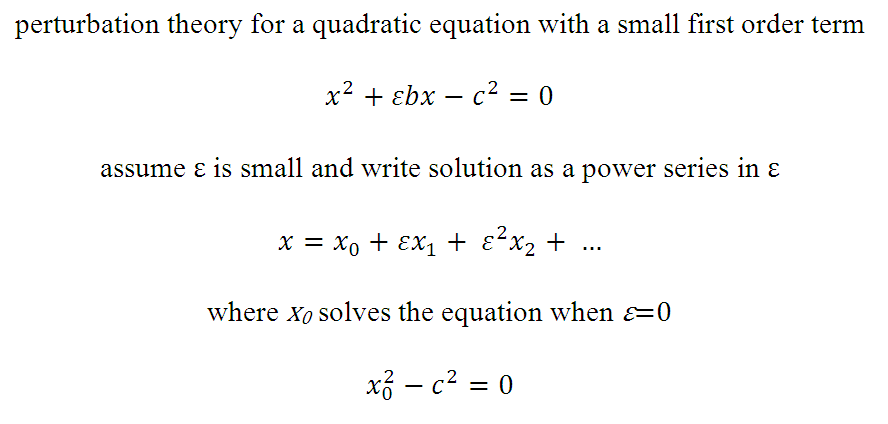 perturbation theory for a quadratic equation with a small first order term
x² + εbx − c² = 0
assume ε is small and write solution as a power series in ε
x = x₀ + εx₁ + ε²x₂ + ...
where x₀ solves the equation when ε=0
x₀² − c² = 0